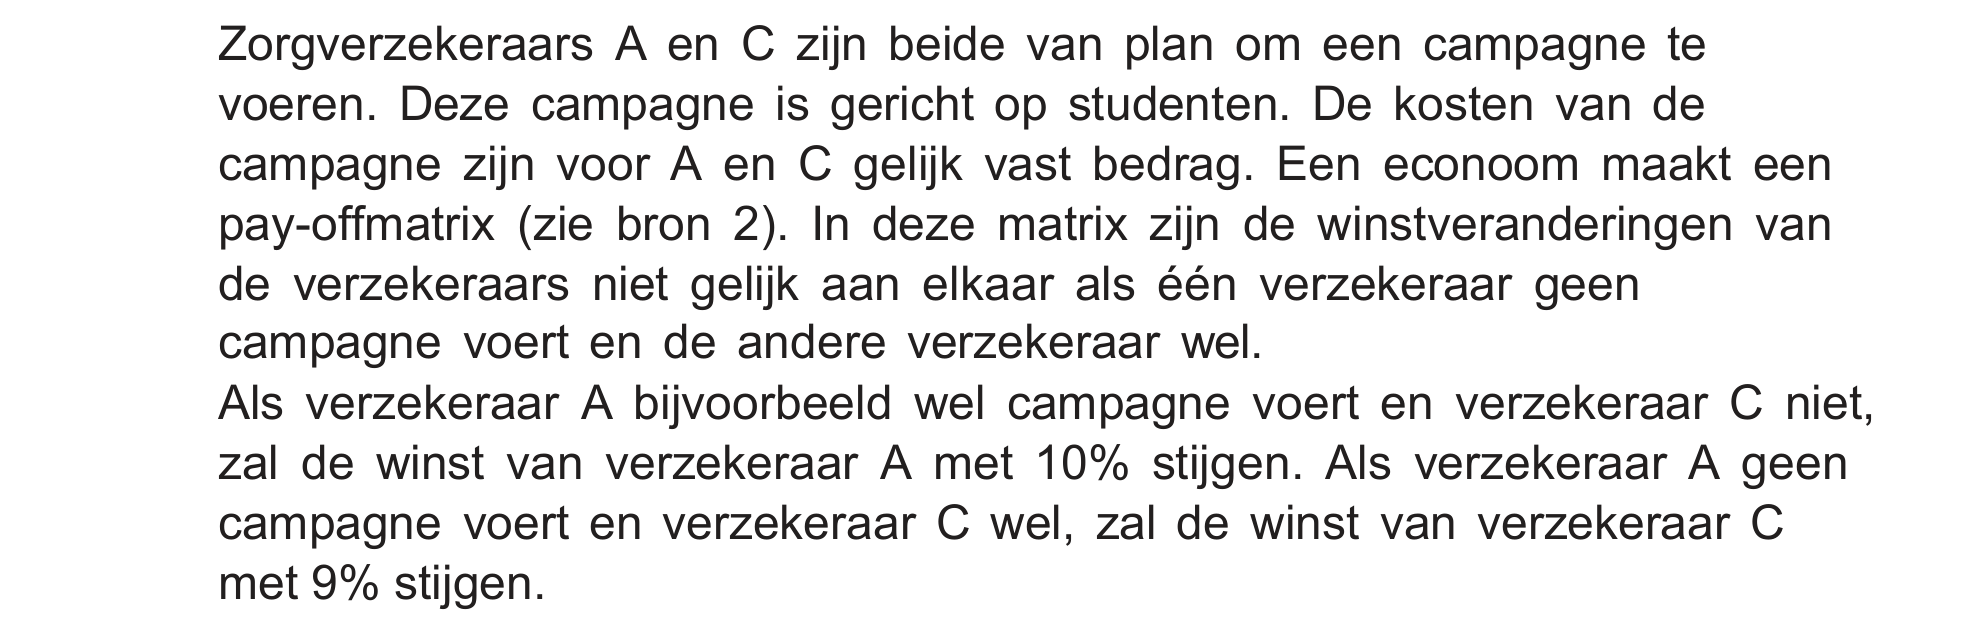 Zorgverzekeraars A en C zijn beide van plan om een campagne te
voeren. Deze campagne is gericht op studenten. De kosten van de
campagne zijn voor A en C gelijk vast bedrag. Een econoom maakt een
pay-offmatrix (zie bron 2). In deze matrix zijn de winstveranderingen van
de verzekeraars niet gelijk aan elkaar als één verzekeraar geen
campagne voert en de andere verzekeraar wel.
Als verzekeraar A bijvoorbeeld wel campagne voert en verzekeraar C niet,
zal de winst van verzekeraar A met 10% stijgen. Als verzekeraar A geen
campagne voert en verzekeraar C wel, zal de winst van verzekeraar C
met 9% stijgen.